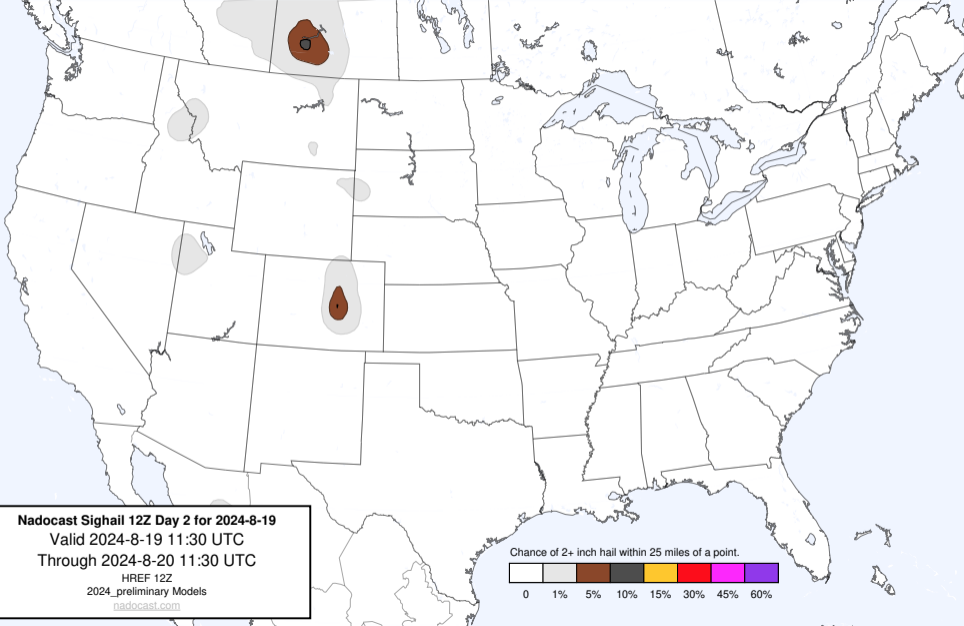 Nadocast Sighail 12Z Day 2 for 2024-8-19
Valid 2024-8-19 11:30 UTC
Through 2024-8-20 11:30 UTC
HREF 12Z
2024_preliminary Models
nadocast.com
Chance of 2+ inch hail within 25 miles of a point.
0 1% 5% 10% 15% 30% 45% 60%